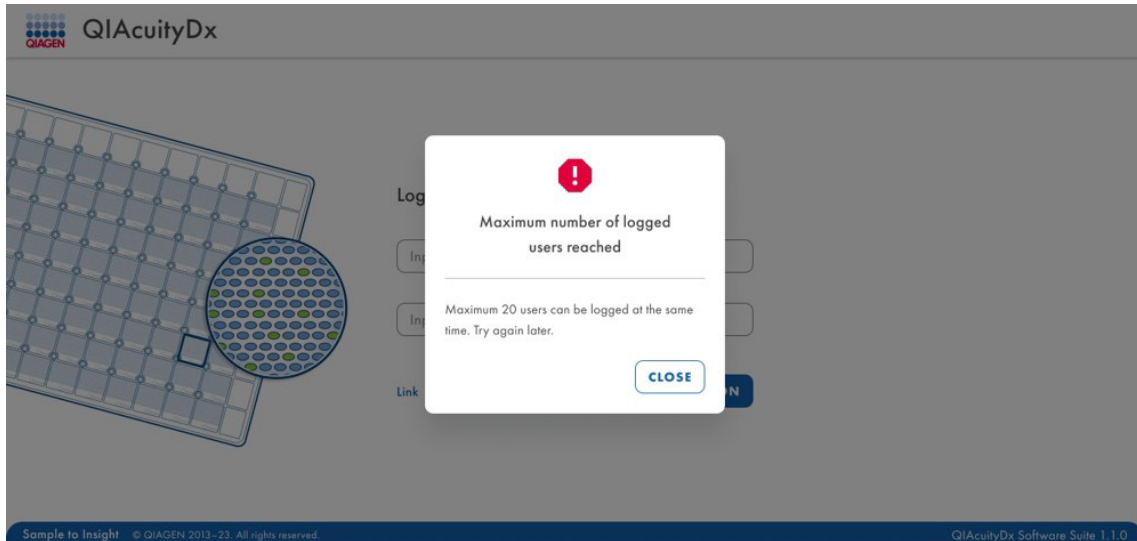 QIAGEN
QIAcuityDx
Log
Maximum number of logged
users reached
Inp
Maximum 20 users can be logged at the same
time. Try again later.
Inp
CLOSE
Link
N
Sample to Insight © QIAGEN 2013–23. All rights reserved.
QIAcuityDx Software Suite 1.1.0